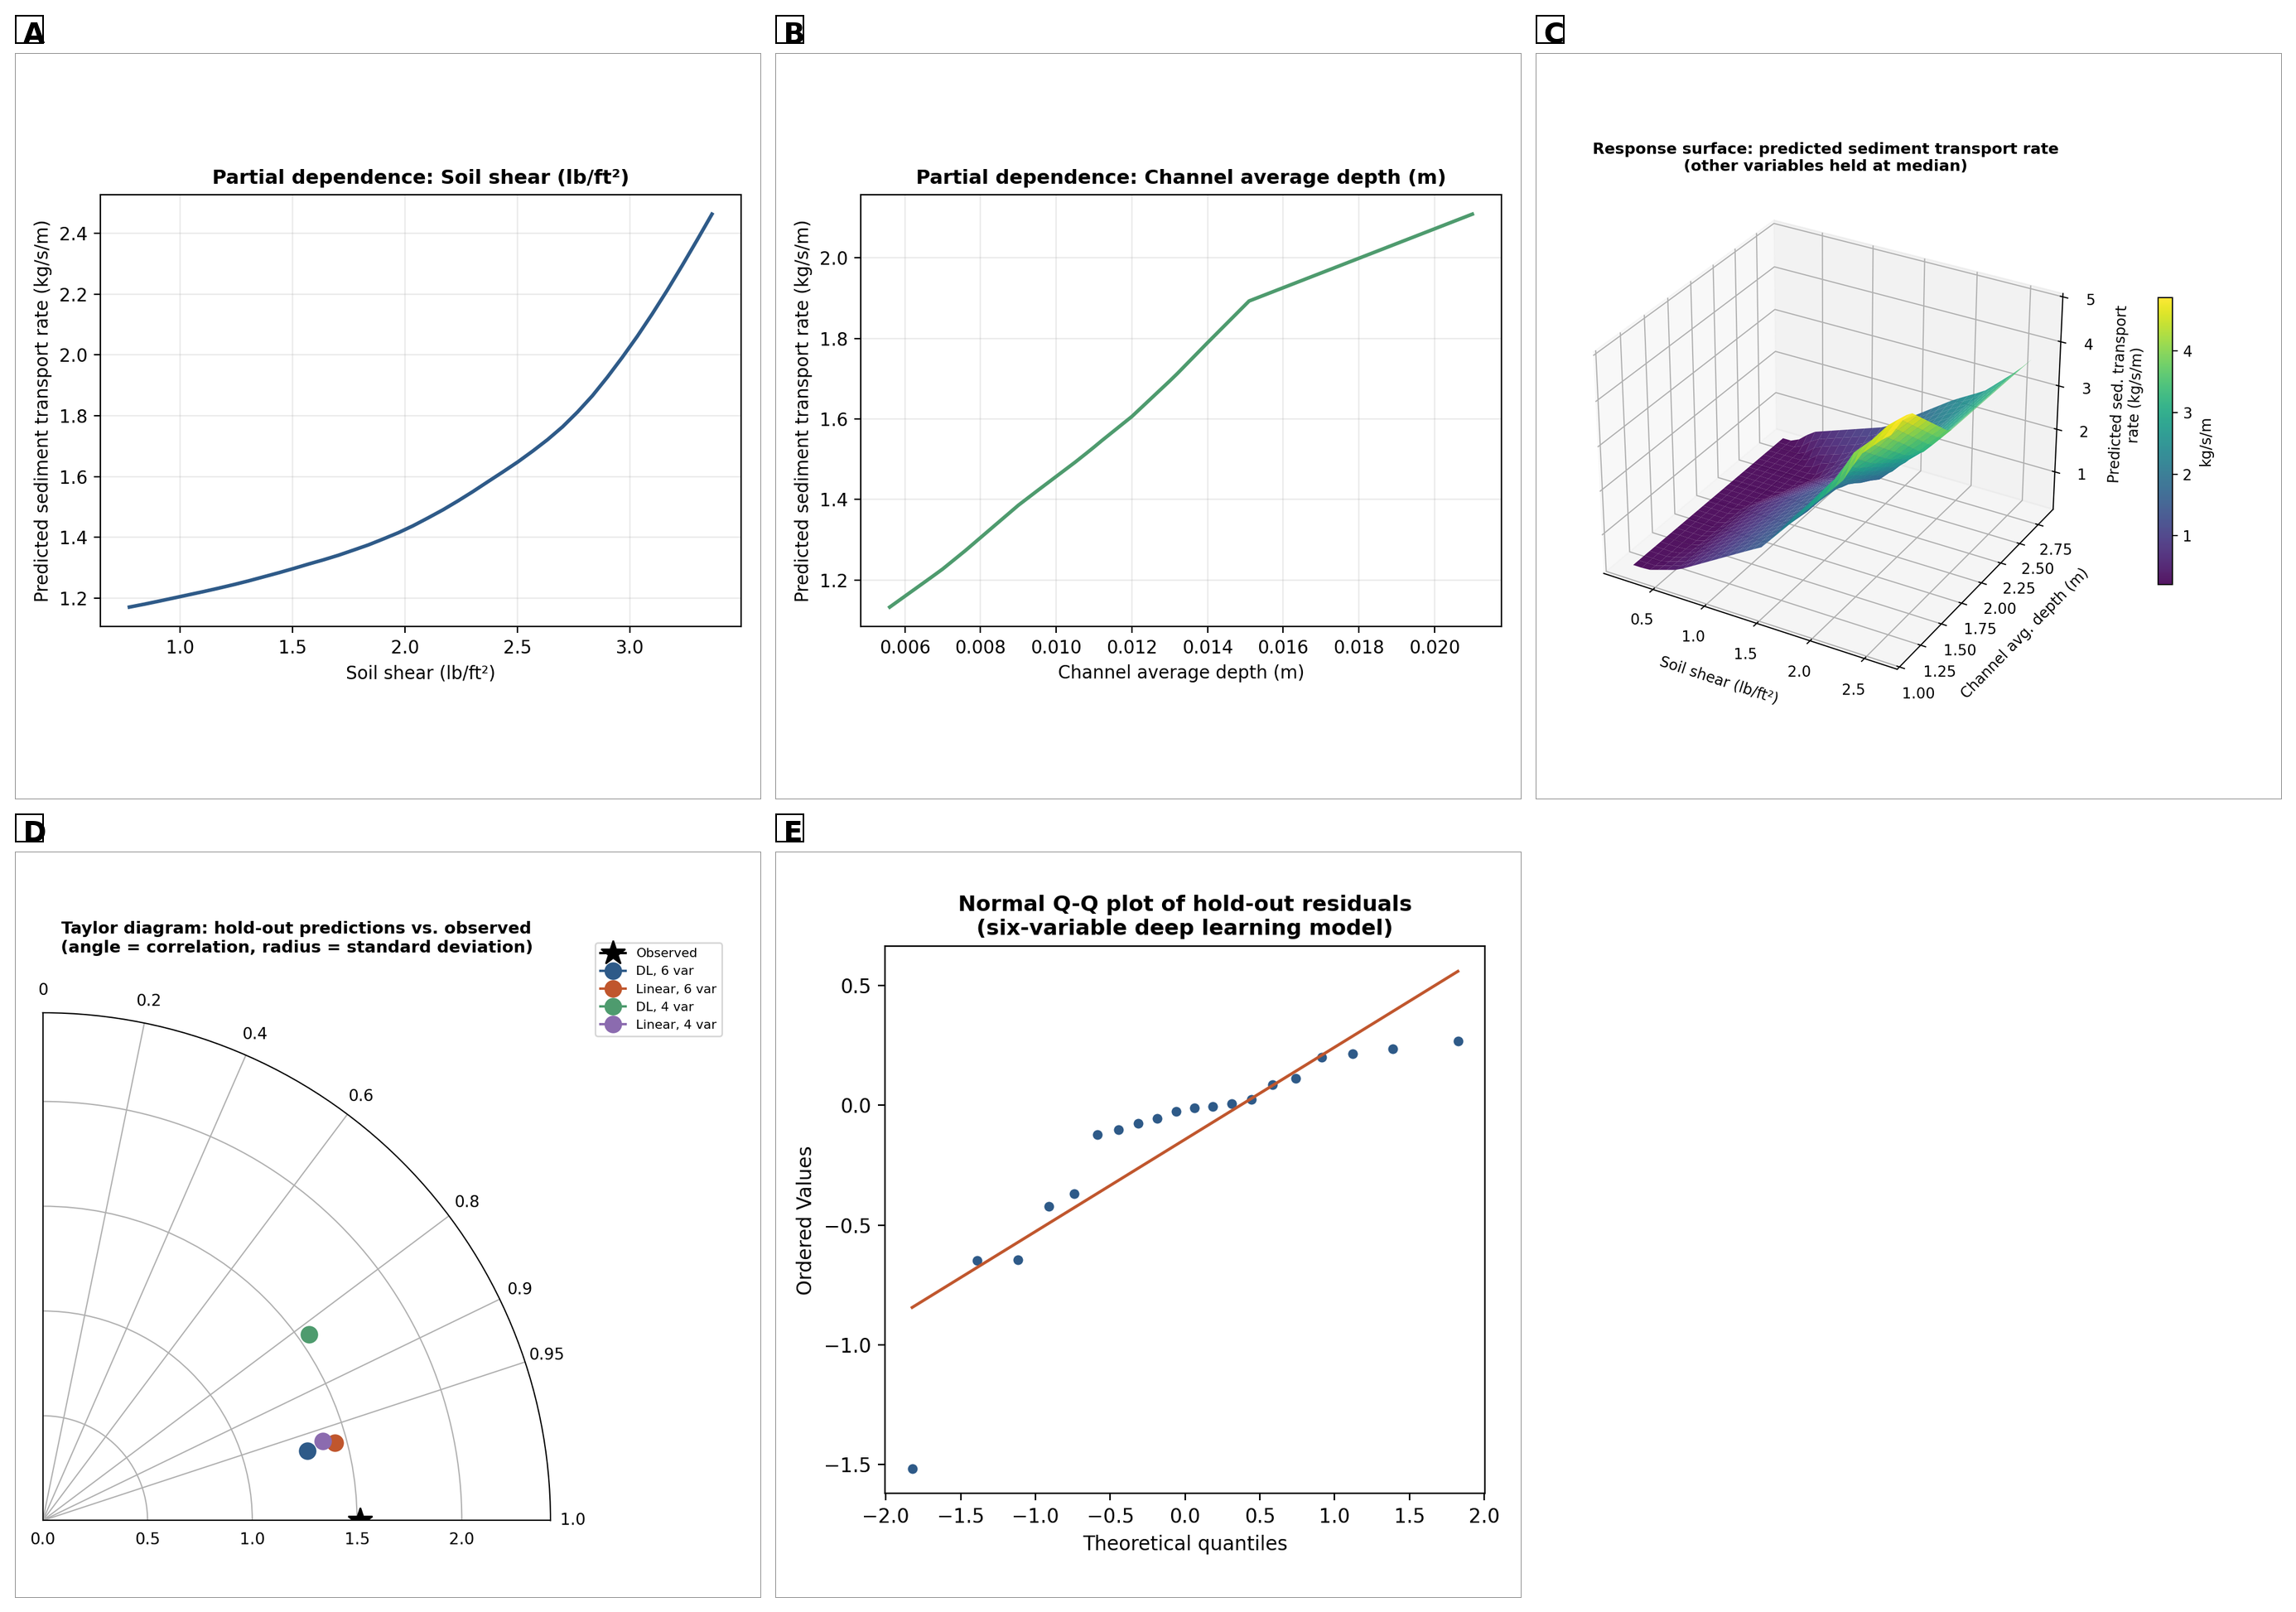 A
Partial dependence: Soil shear (lb/ft²)
Predicted sediment transport rate (kg/s/m)
2.4
2.2
2.0
1.8
1.6
1.4
1.2
1.0
1.5
2.0
2.5
3.0
Soil shear (lb/ft²)
B
Partial dependence: Channel average depth (m)
Predicted sediment transport rate (kg/s/m)
2.0
1.8
1.6
1.4
1.2
0.006
0.008
0.010
0.012
0.014
0.016
0.018
0.020
Channel average depth (m)
C
Response surface: predicted sediment transport rate
(other variables held at median)
5
4
3
2
1
Predicted sed. transport
rate (kg/s/m)
4
3
2
1
kg/s/m
0.5
1.0
1.5
2.0
2.5
Soil shear (lb/ft²)
1.00
1.25
1.50
1.75
2.00
2.25
2.50
2.75
Channel avg. depth (m)
D
Taylor diagram: hold-out predictions vs. observed
(angle = correlation, radius = standard deviation)
Observed
DL, 6 var
Linear, 6 var
DL, 4 var
Linear, 4 var
0
0.2
0.4
0.6
0.8
0.9
0.95
1.0
0.0
0.5
1.0
1.5
2.0
E
Normal Q-Q plot of hold-out residuals
(six-variable deep learning model)
Ordered Values
0.5
0.0
−0.5
−1.0
−1.5
−2.0
−1.5
−1.0
−0.5
0.0
0.5
1.0
1.5
2.0
Theoretical quantiles